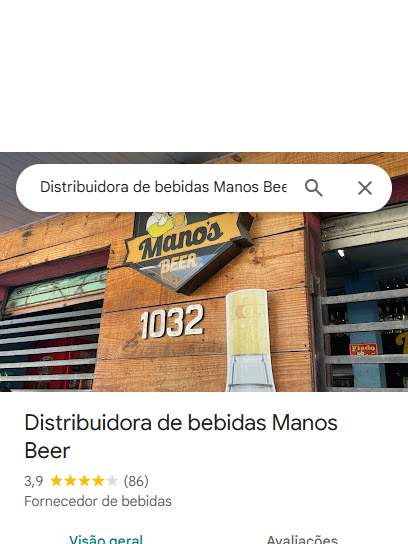 Distribuidora de bebidas Manos Bee
Mano's
BEER
1032
Fiado
Distribuidora de bebidas Manos
Beer
3,9 (86)
Fornecedor de bebidas
Visão geral
Avaliações